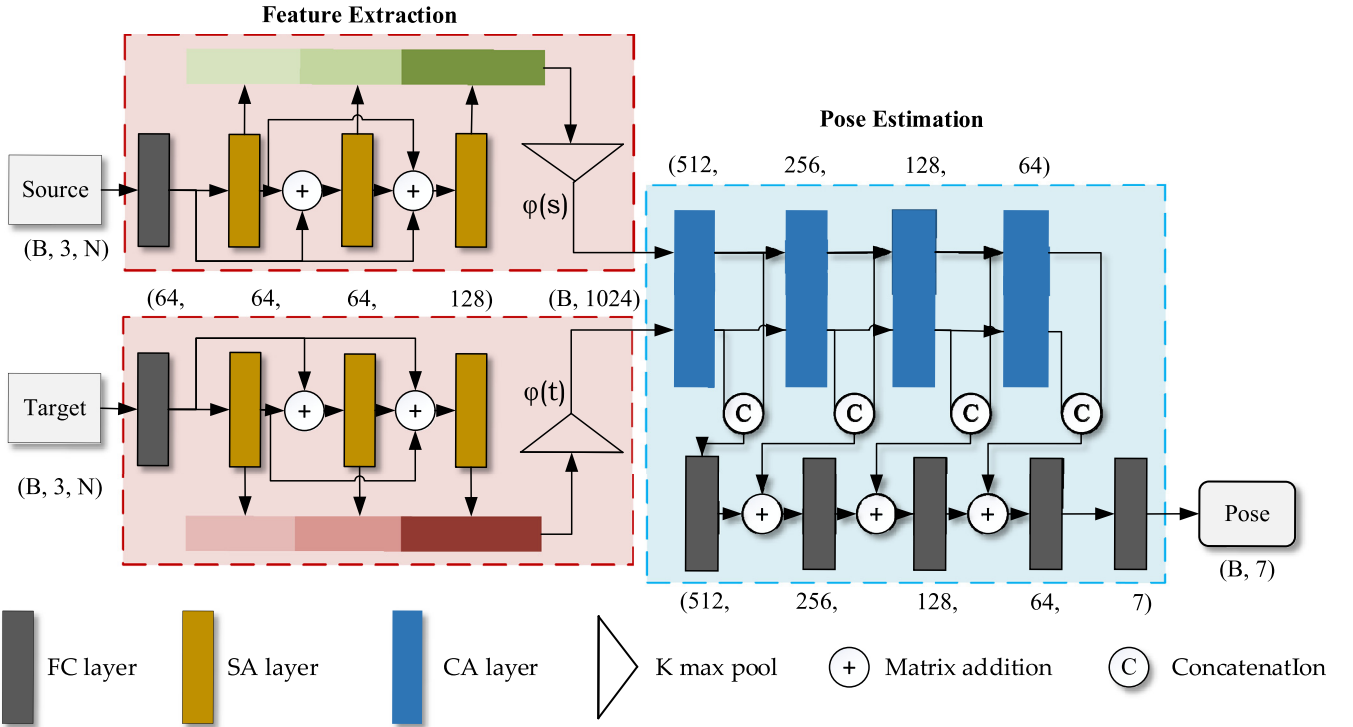 Feature Extraction
Pose Estimation
(512, 256, 128, 64)
Source
+ +
φ(s)
(B, 3, N)
(64, 64, 64, 128) (B, 1024)
Target
+ +
φ(t)
C C C C
(B, 3, N)
+ + +
Pose
(B, 7)
(512, 256, 128, 64, 7)
FC layer SA layer CA layer K max pool + Matrix addition C ConcatenatIon